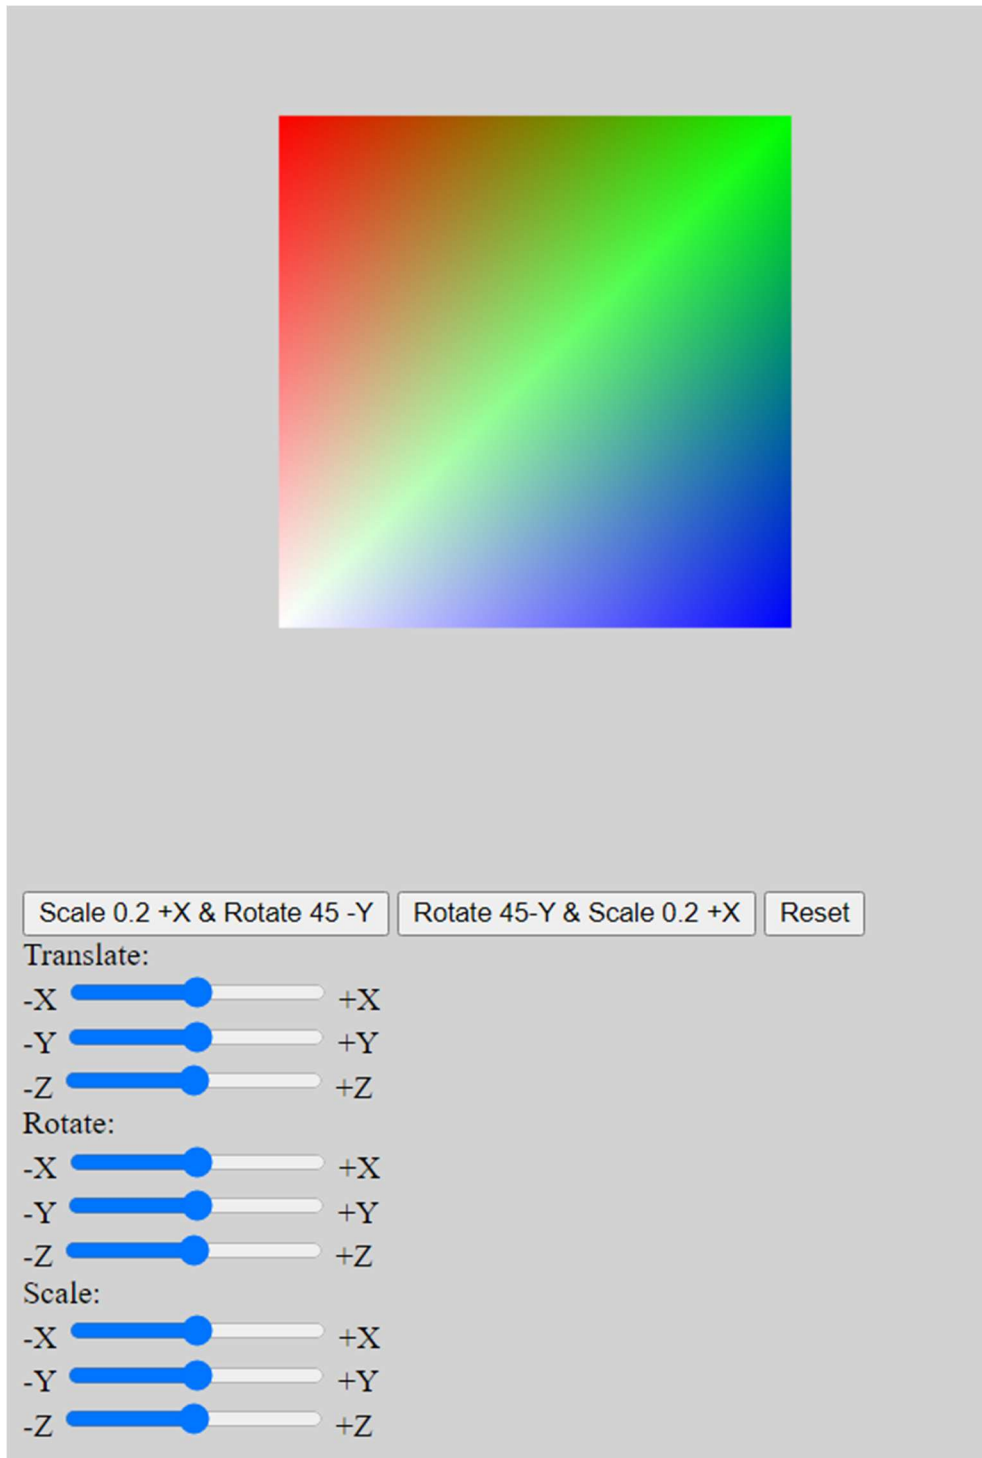 Scale 0.2 +X & Rotate 45 -Y Rotate 45-Y & Scale 0.2 +X Reset
Translate:
-X +X
-Y +Y
-Z +Z
Rotate:
-X +X
-Y +Y
-Z +Z
Scale:
-X +X
-Y +Y
-Z +Z